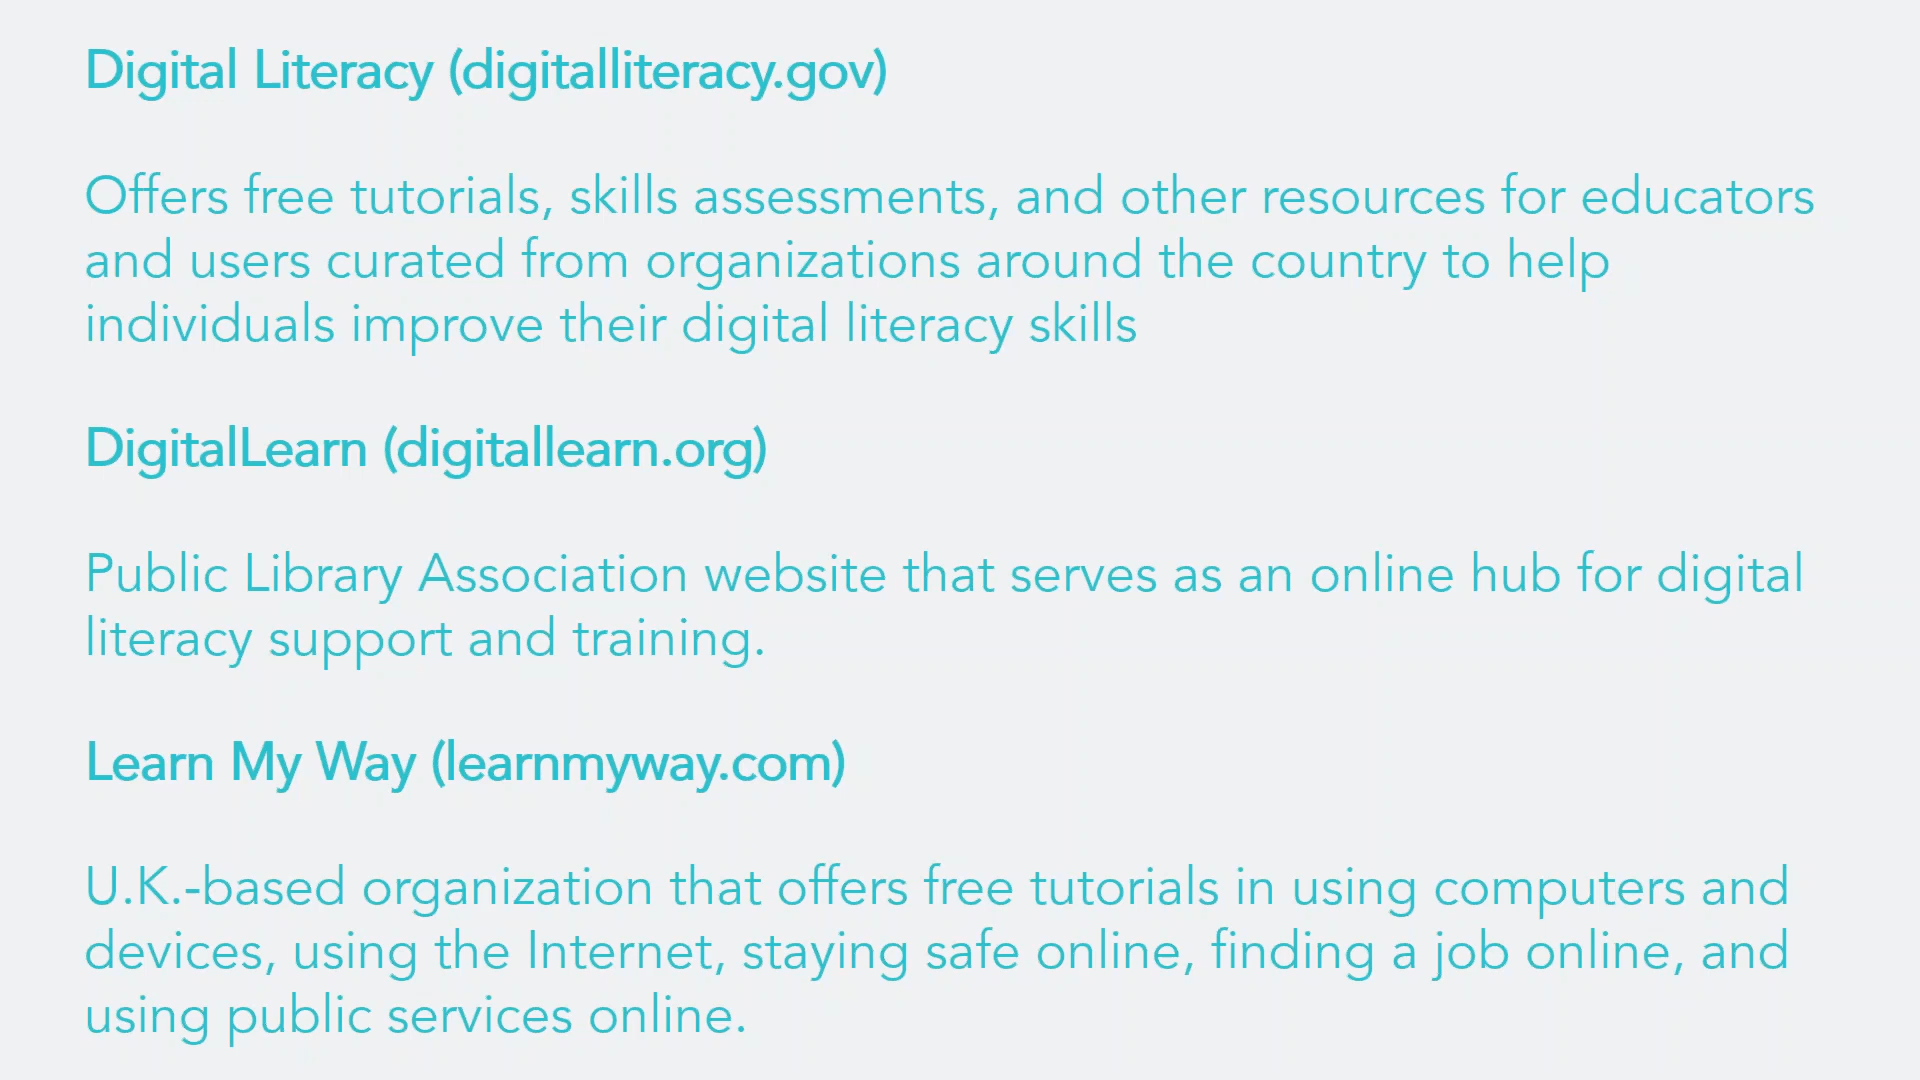 Digital Literacy (digitalliteracy.gov)
Offers free tutorials, skills assessments, and other resources for educators
and users curated from organizations around the country to help
individuals improve their digital literacy skills
DigitalLearn (digitallearn.org)
Public Library Association website that serves as an online hub for digital
literacy support and training.
Learn My Way (learnmyway.com)
U.K.-based organization that offers free tutorials in using computers and
devices, using the Internet, staying safe online, finding a job online, and
using public services online.